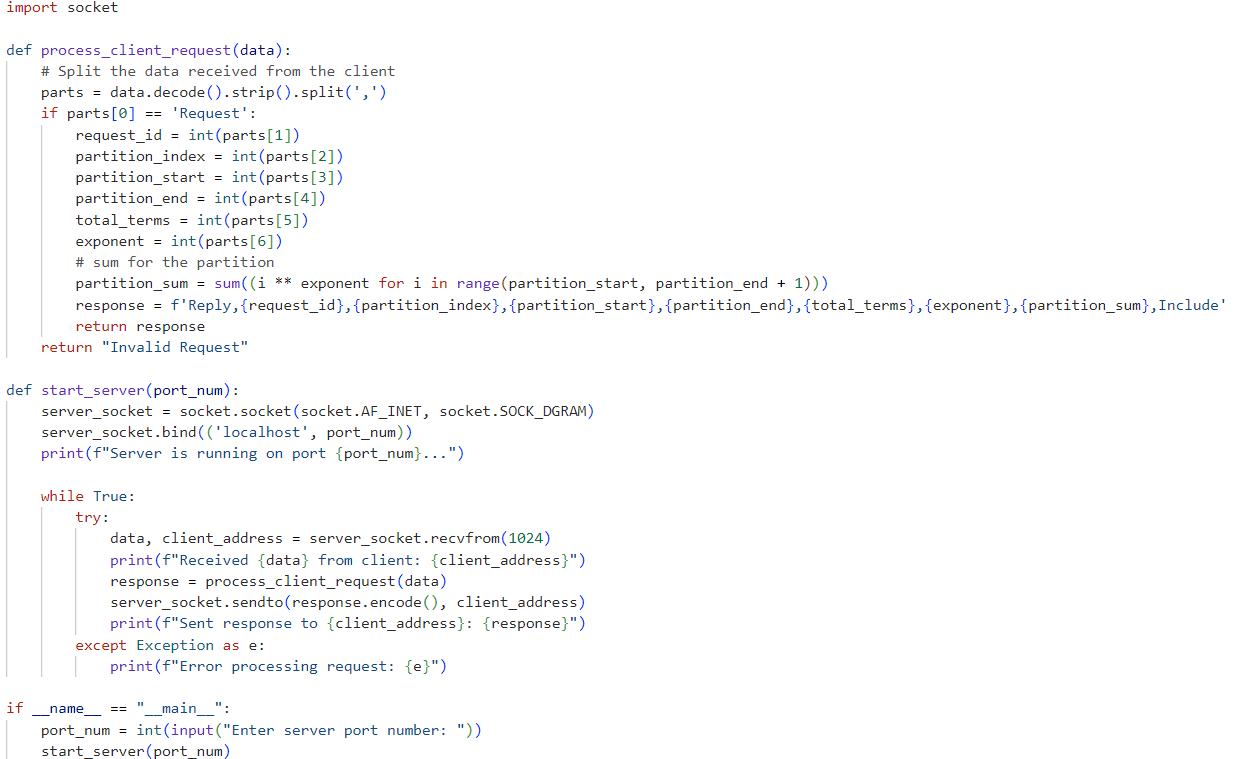 import socket

def process_client_request(data):
    # Split the data received from the client
    parts = data.decode().strip().split(',')
    if parts[0] == 'Request':
        request_id = int(parts[1])
        partition_index = int(parts[2])
        partition_start = int(parts[3])
        partition_end = int(parts[4])
        total_terms = int(parts[5])
        exponent = int(parts[6])
        # sum for the partition
        partition_sum = sum((i ** exponent for i in range(partition_start, partition_end + 1)))
        response = f'Reply,{request_id},{partition_index},{partition_start},{partition_end},{total_terms},{exponent},{partition_sum},Include'
        return response
    return "Invalid Request"

def start_server(port_num):
    server_socket = socket.socket(socket.AF_INET, socket.SOCK_DGRAM)
    server_socket.bind(('localhost', port_num))
    print(f"Server is running on port {port_num}...")

    while True:
        try:
            data, client_address = server_socket.recvfrom(1024)
            print(f"Received {data} from client: {client_address}")
            response = process_client_request(data)
            server_socket.sendto(response.encode(), client_address)
            print(f"Sent response to {client_address}: {response}")
        except Exception as e:
            print(f"Error processing request: {e}")

if __name__ == "__main__":
    port_num = int(input("Enter server port number: "))
    start_server(port_num)